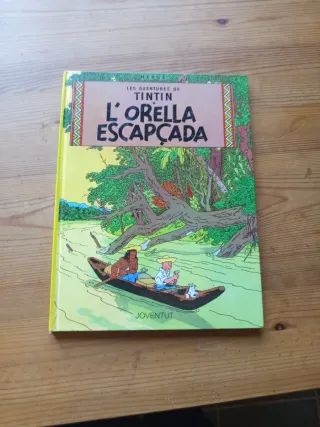 LES AVENTURES DE
TINTIN
L'ORELLA
ESCAPÇADA
JOVENTUT